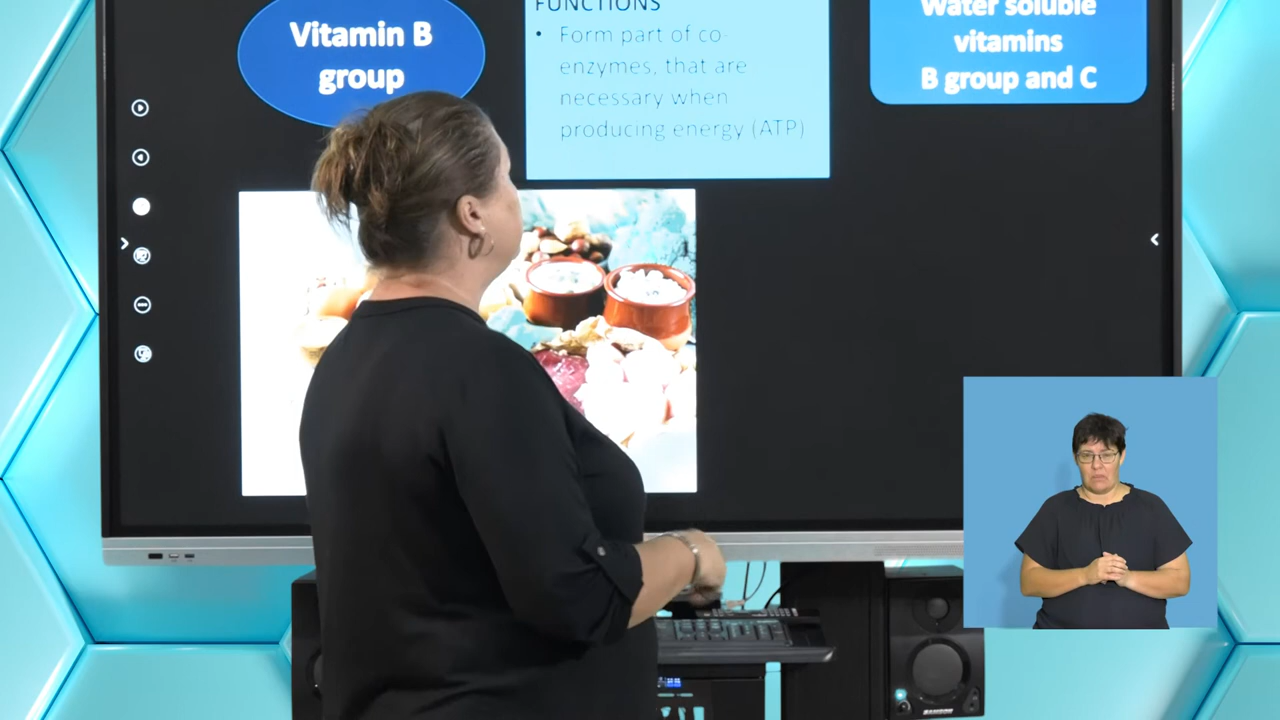 Vitamin B
group
FUNCTIONS
• Form part of co-
enzymes, that are
necessary when
producing energy (ATP)
Water soluble
vitamins
B group and C